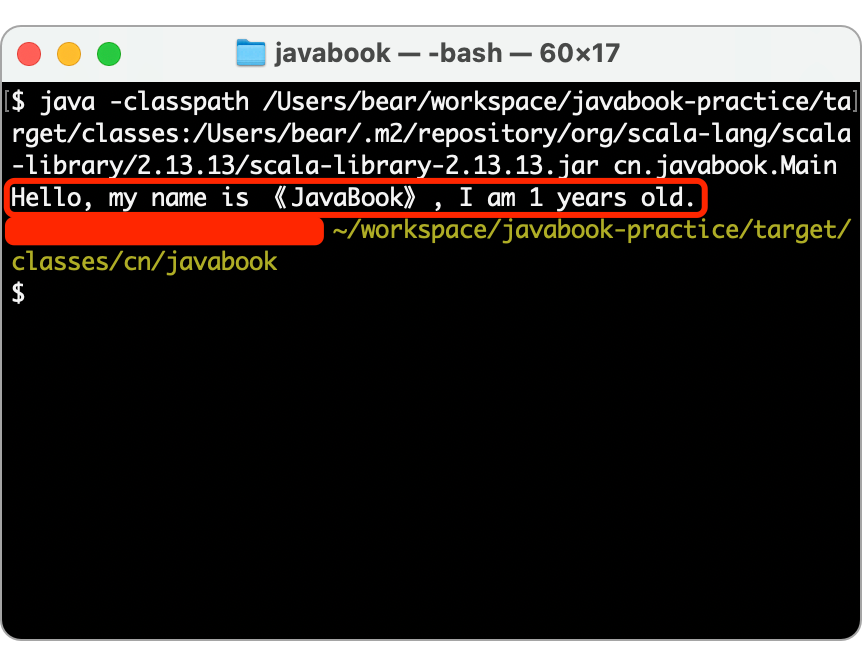 javabook — -bash — 60×17
[$ java -classpath /Users/bear/workspace/javabook-practice/ta]
rget/classes:/Users/bear/.m2/repository/org/scala-lang/scala
-library/2.13.13/scala-library-2.13.13.jar cn.javabook.Main
Hello, my name is 《JavaBook》, I am 1 years old.
~/workspace/javabook-practice/target/
classes/cn/javabook
$